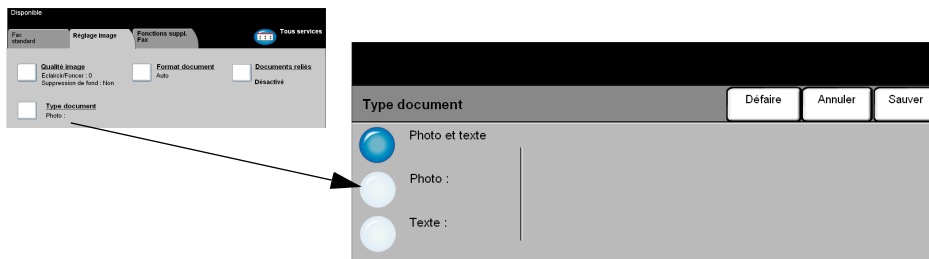 Disponible
Fax standard
Réglage image
Fonctions suppl. Fax
Tous services
Qualité image
Éclaircir/Foncer : 0
Suppression de fond : Non
Format document
Auto
Documents reliés
Désactivé
Type document
Photo :
Type document
Défaire
Annuler
Sauver
Photo et texte
Photo :
Texte :